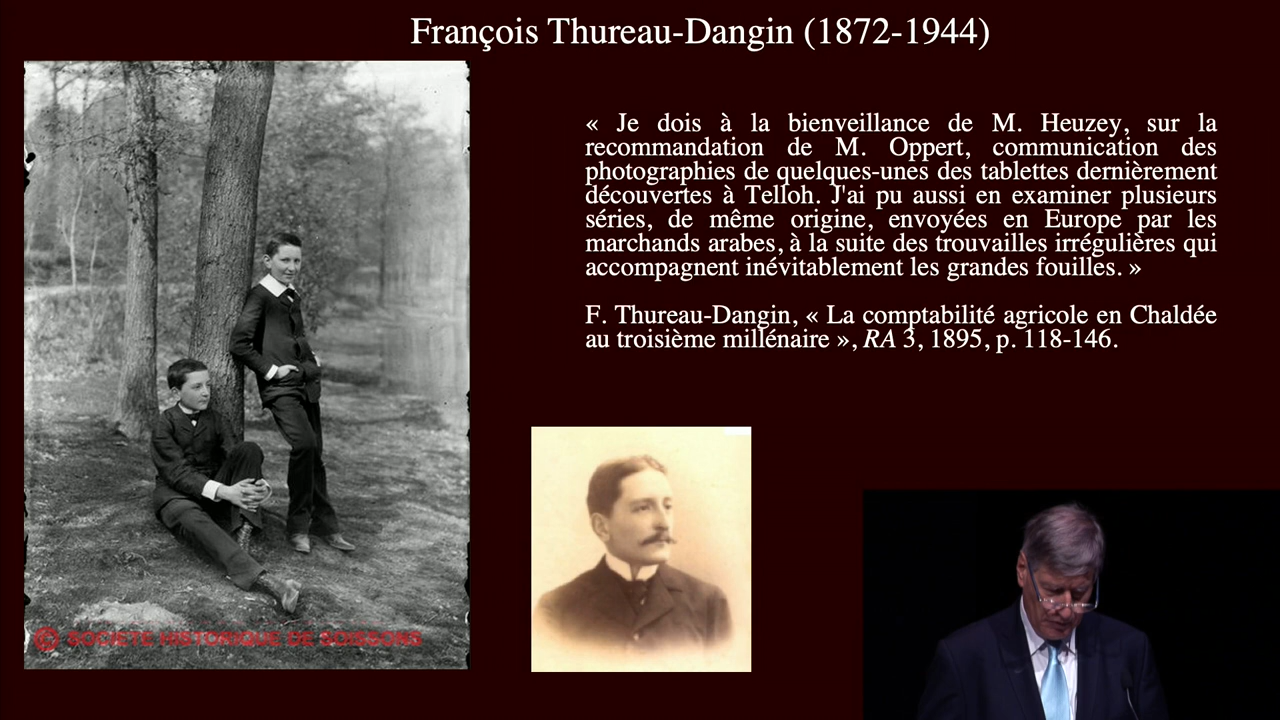 François Thureau-Dangin (1872-1944)
« Je dois à la bienveillance de M. Heuzey, sur la
recommandation de M. Oppert, communication des
photographies de quelques-unes des tablettes dernièrement
découvertes à Telloh. J'ai pu aussi en examiner plusieurs
séries, de même origine, envoyées en Europe par les
marchands arabes, à la suite des trouvailles irrégulières qui
accompagnent inévitablement les grandes fouilles. »
F. Thureau-Dangin, « La comptabilité agricole en Chaldée
au troisième millénaire », RA 3, 1895, p. 118-146.
© SOCIETE HISTORIQUE DE SOISSONS